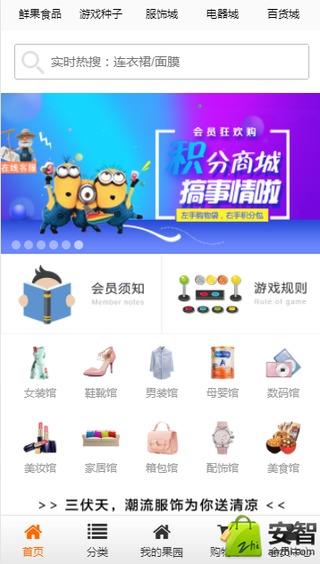 鲜果食品 游戏种子 服饰城 电器城 百货城
实时热搜：连衣裙/面膜
会员狂欢购
积分商城
搞事情啦
左手购物袋，右手积分包
在线客服
会员须知
Member notes
游戏规则
Rule of game
女装馆 鞋靴馆 男装馆 母婴馆 数码馆
美妆馆 家居馆 箱包馆 配饰馆 美食馆
>> 三伏天，潮流服饰为你送清凉 <<
首页 分类 我的果园 购物
安智
zhi